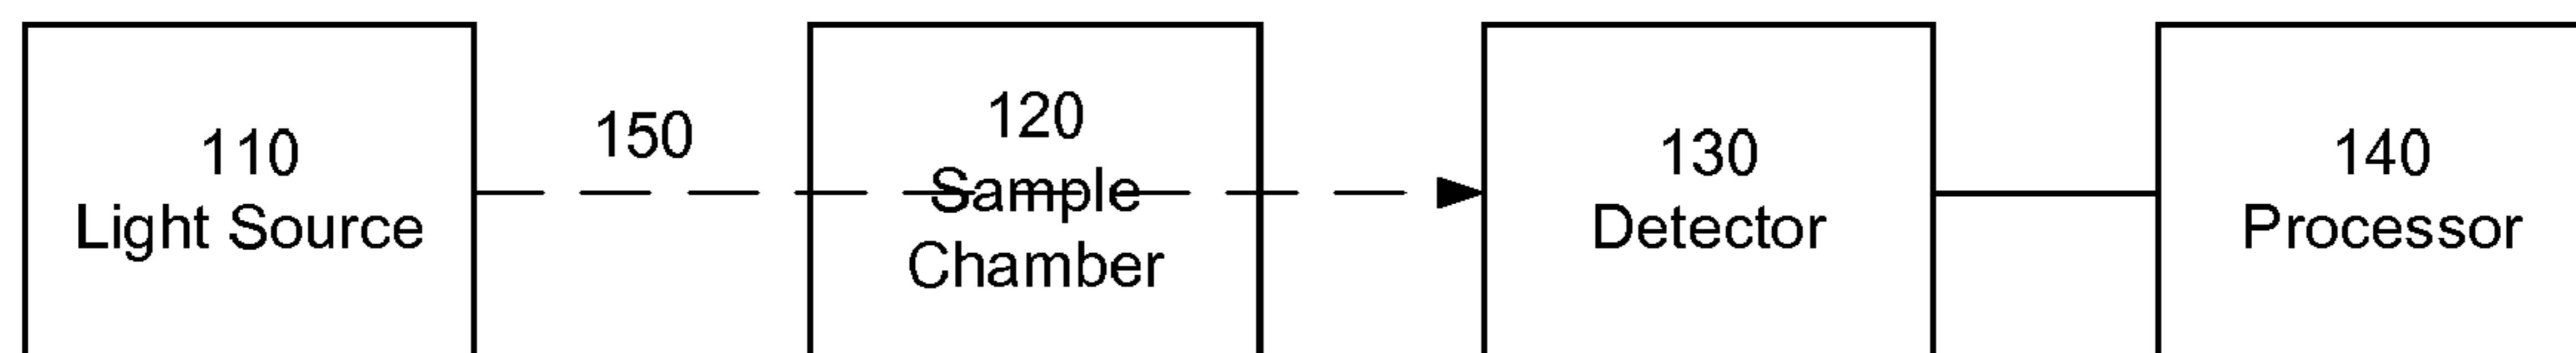 110
Light Source
150
120
Sample
Chamber
130
Detector
140
Processor